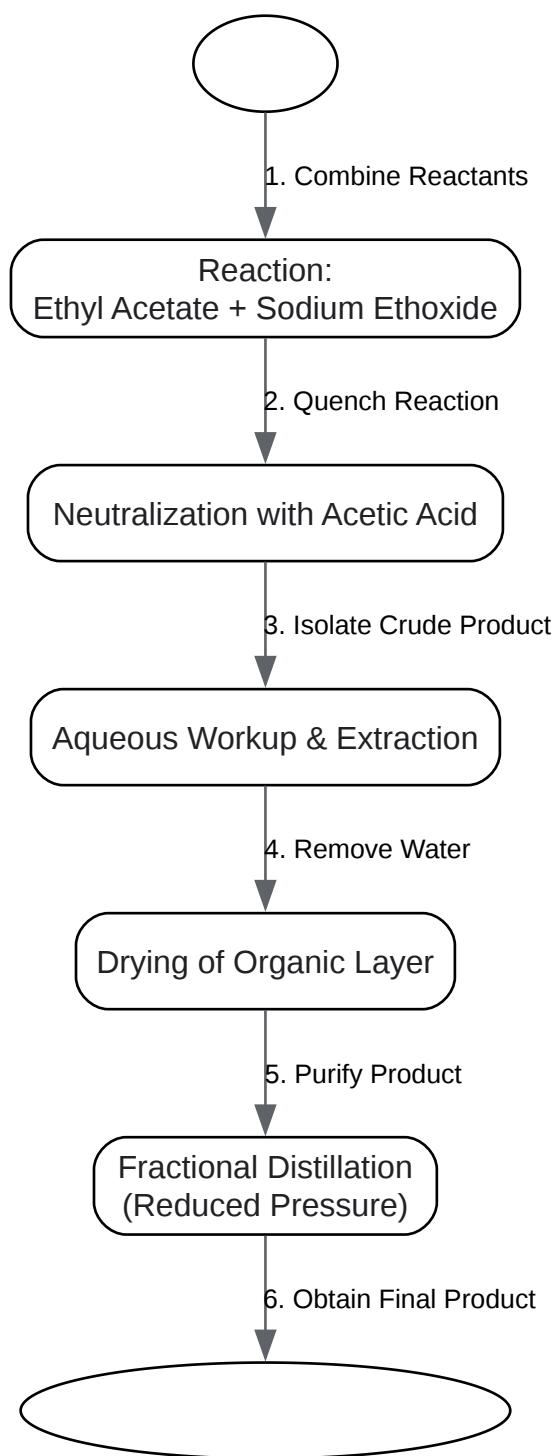 1. Combine Reactants
Reaction:
Ethyl Acetate + Sodium Ethoxide
2. Quench Reaction
Neutralization with Acetic Acid
3. Isolate Crude Product
Aqueous Workup & Extraction
4. Remove Water
Drying of Organic Layer
5. Purify Product
Fractional Distillation
(Reduced Pressure)
6. Obtain Final Product